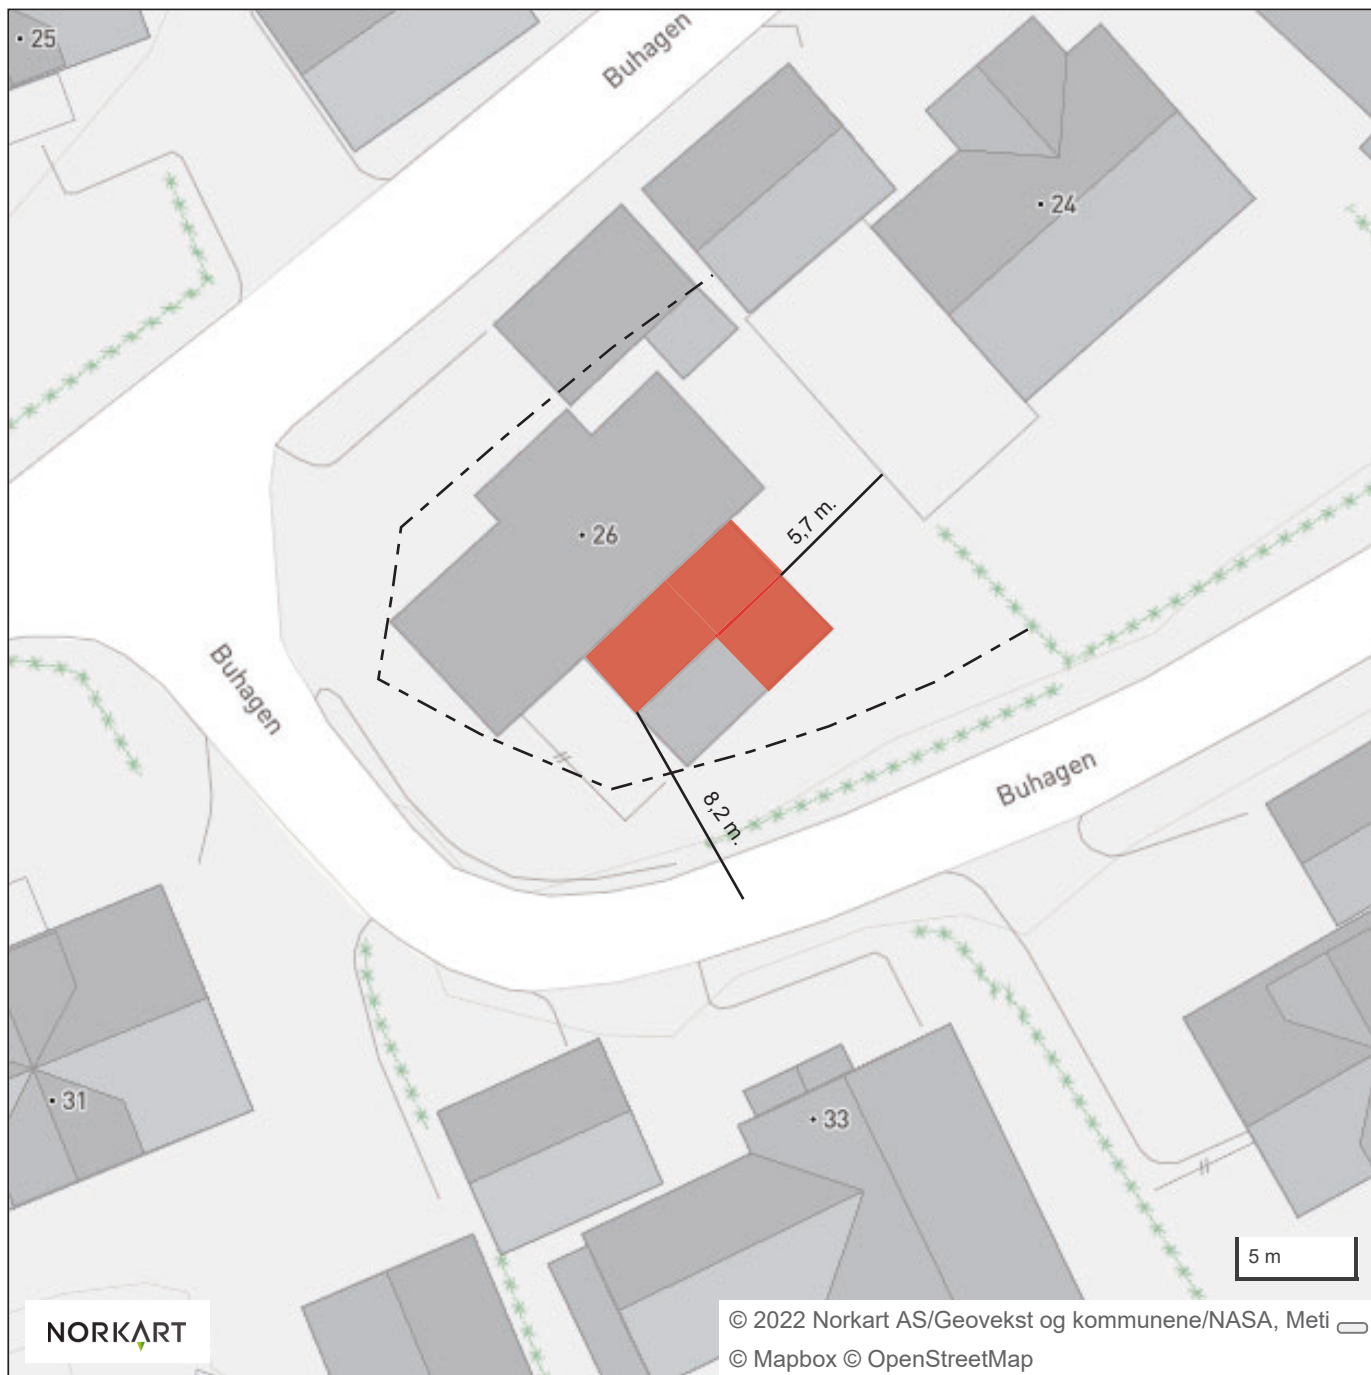 25
Buhagen
24
5,7 m.
26
Buhagen
Buhagen
8,2 m.
31
33
5 m
NORKART
© 2022 Norkart AS/Geovekst og kommunene/NASA, Meti
© Mapbox © OpenStreetMap